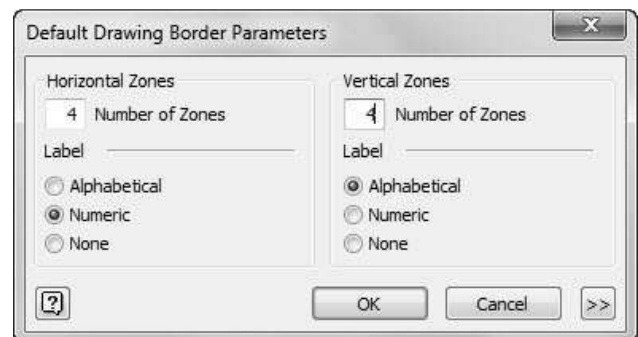 Default Drawing Border Parameters
X
Horizontal Zones
4 Number of Zones
Label
Alphabetical
Numeric
None
Vertical Zones
4 Number of Zones
Label
Alphabetical
Numeric
None
?
OK
Cancel
>>